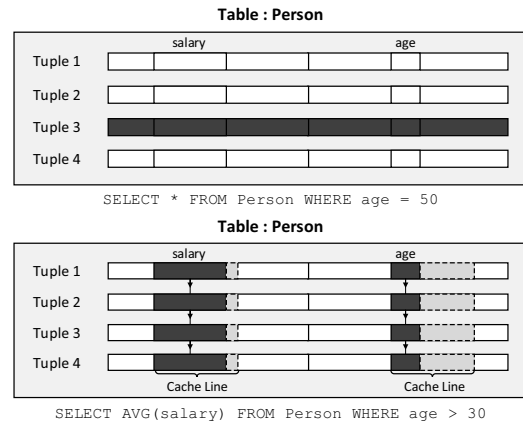 Table : Person
salary age
Tuple 1
Tuple 2
Tuple 3
Tuple 4
SELECT * FROM Person WHERE age = 50
Table : Person
salary age
Tuple 1
Tuple 2
Tuple 3
Tuple 4
Cache Line Cache Line
SELECT AVG(salary) FROM Person WHERE age > 30